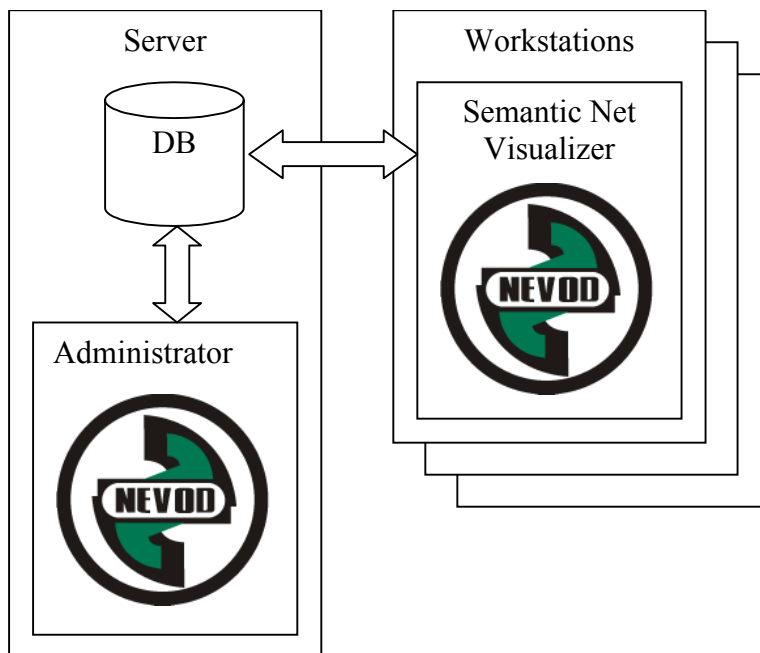 Server
DB
Administrator
NEVOD
Workstations
Semantic Net
Visualizer
NEVOD